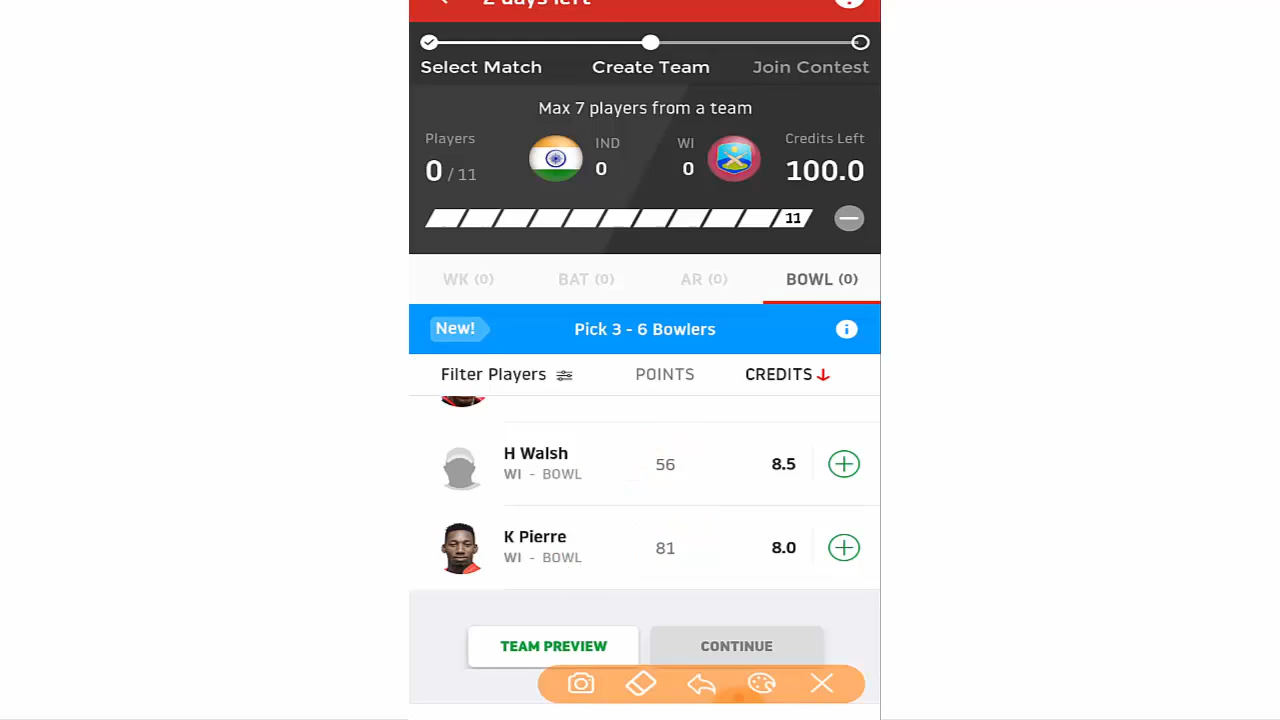 2 days left
Select Match Create Team Join Contest
Max 7 players from a team
Players IND WI Credits Left
0 / 11 0 0 100.0
11
WK (0) BAT (0) AR (0) BOWL (0)
New! Pick 3 - 6 Bowlers i
Filter Players POINTS CREDITS
H Walsh
WI - BOWL 56 8.5
K Pierre
WI - BOWL 81 8.0
TEAM PREVIEW CONTINUE